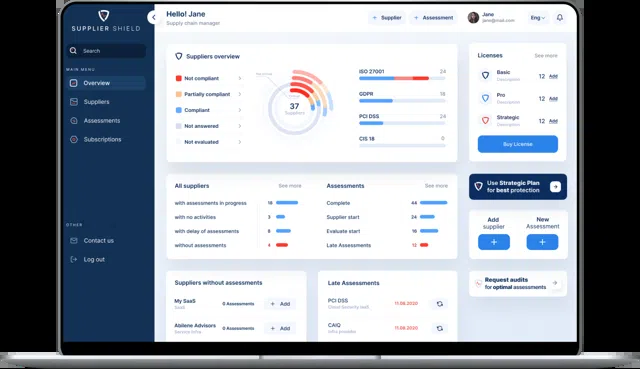 SUPPLIER SHIELD
Search
MAIN MENU
Overview
Suppliers
Assessments
Subscriptions
OTHER
Contact us
Log out
Hello! Jane
Supply chain manager
+ Supplier
+ Assessment
Jane
jane@mail.com
Eng
Suppliers overview
Not compliant
Partially compliant
Compliant
Not answered
Not evaluated
37
Suppliers
ISO 27001 24
GDPR 18
PCI DSS 24
CIS 18 0
Licenses See more
Basic 12 Add
Description
Pro 12 Add
Description
Strategic 12 Add
Description
Buy License
Use Strategic Plan
for best protection
All suppliers See more
with assessments in progress 18
with no activities 3
with delay of assessments 8
without assessments 4
Assessments See more
Complete 44
Supplier start 24
Evaluate start 16
Late Assessments 12
Add
supplier
+
New
Assessment
+
Request audits
for optimal assessments
Suppliers without assessments
My SaaS 0 Assessments + Add
SaaS
Abilene Advisors 0 Assessments + Add
Late Assessments
PCI DSS 11.06.2020
CAIQ 11.06.2020
Infra provider